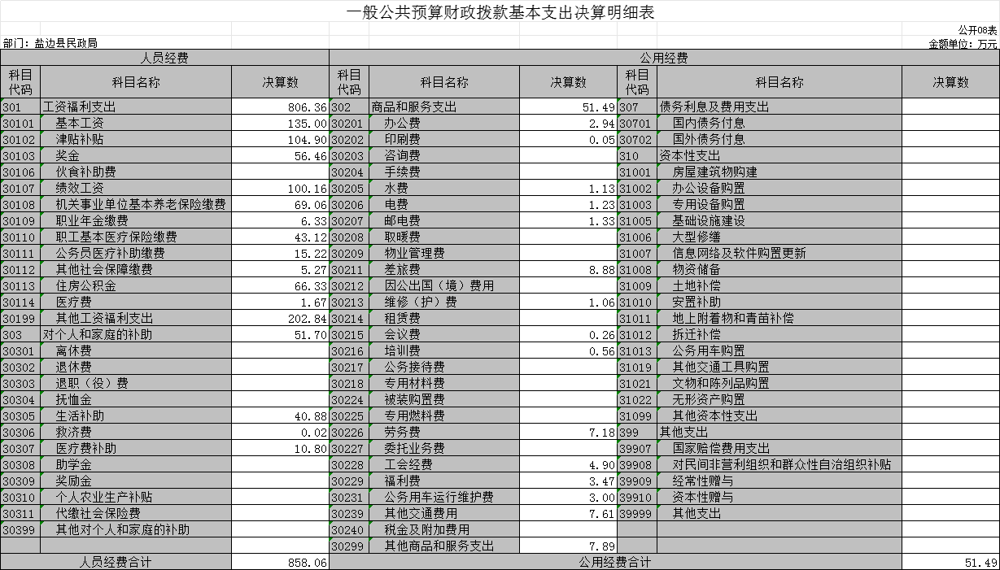 一般公共预算财政拨款基本支出决算明细表
公开08表
部门：盐边县民政局 金额单位：万元
人员经费 公用经费
科目代码 科目名称 决算数 科目代码 科目名称 决算数 科目代码 科目名称 决算数
301 工资福利支出 806.36 302 商品和服务支出 51.49 307 债务利息及费用支出
30101 基本工资 135.00 30201 办公费 2.94 30701 国内债务付息
30102 津贴补贴 104.90 30202 印刷费 0.05 30702 国外债务付息
30103 奖金 56.46 30203 咨询费 310 资本性支出
30106 伙食补助费 30204 手续费 31001 房屋建筑物购建
30107 绩效工资 100.16 30205 水费 1.13 31002 办公设备购置
30108 机关事业单位基本养老保险缴费 69.06 30206 电费 1.23 31003 专用设备购置
30109 职业年金缴费 6.33 30207 邮电费 1.33 31005 基础设施建设
30110 职工基本医疗保险缴费 43.12 30208 取暖费 31006 大型修缮
30111 公务员医疗补助缴费 15.22 30209 物业管理费 31007 信息网络及软件购置更新
30112 其他社会保障缴费 5.27 30211 差旅费 8.88 31008 物资储备
30113 住房公积金 66.33 30212 因公出国（境）费用 31009 土地补偿
30114 医疗费 1.67 30213 维修（护）费 1.06 31010 安置补助
30199 其他工资福利支出 202.84 30214 租赁费 31011 地上附着物和青苗补偿
303 对个人和家庭的补助 51.70 30215 会议费 0.26 31012 拆迁补偿
30301 离休费 30216 培训费 0.56 31013 公务用车购置
30302 退休费 30217 公务接待费 31019 其他交通工具购置
30303 退职（役）费 30218 专用材料费 31021 文物和陈列品购置
30304 抚恤金 30224 被装购置费 31022 无形资产购置
30305 生活补助 40.88 30225 专用燃料费 31099 其他资本性支出
30306 救济费 0.02 30226 劳务费 7.18 399 其他支出
30307 医疗费补助 10.80 30227 委托业务费 39907 国家赔偿费用支出
30308 助学金 30228 工会经费 4.90 39908 对民间非营利组织和群众性自治组织补贴
30309 奖励金 30229 福利费 3.47 39909 经常性赠与
30310 个人农业生产补贴 30231 公务用车运行维护费 3.00 39910 资本性赠与
30311 代缴社会保险费 30239 其他交通费用 7.61 39999 其他支出
30399 其他对个人和家庭的补助 30240 税金及附加费用
30299 其他商品和服务支出 7.89
人员经费合计 858.06 公用经费合计 51.49